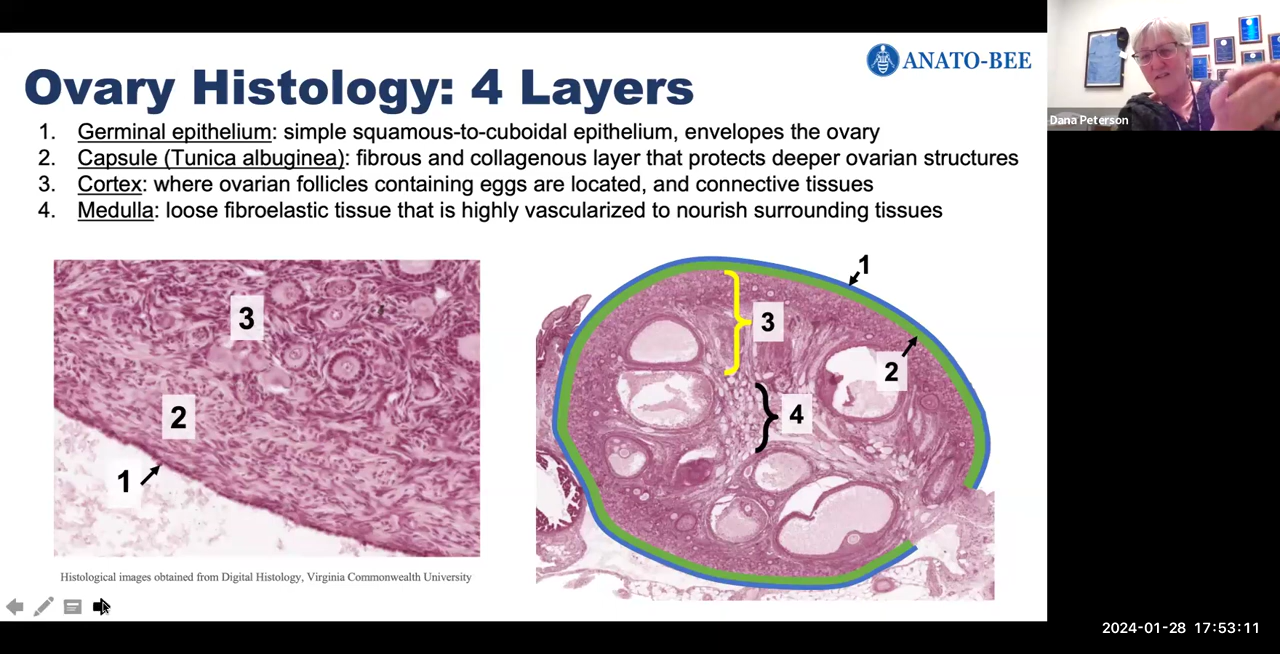 ANATO-BEE
Ovary Histology: 4 Layers
1. Germinal epithelium: simple squamous-to-cuboidal epithelium, envelopes the ovary
2. Capsule (Tunica albuginea): fibrous and collagenous layer that protects deeper ovarian structures
3. Cortex: where ovarian follicles containing eggs are located, and connective tissues
4. Medulla: loose fibroelastic tissue that is highly vascularized to nourish surrounding tissues
3
2
1
1
3
2
4
Histological images obtained from Digital Histology, Virginia Commonwealth University
Dana Peterson
2024-01-28 17:53:11